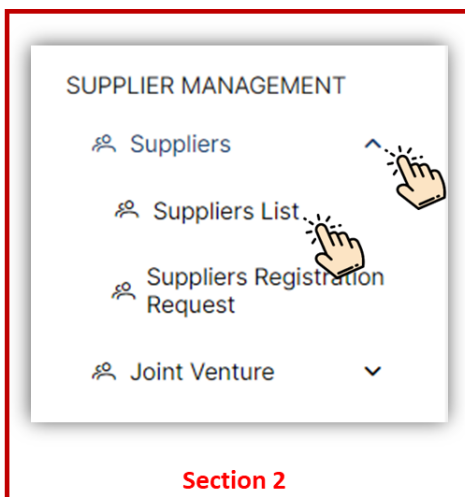 SUPPLIER MANAGEMENT
Suppliers
Suppliers List
Suppliers Registration
Request
Joint Venture
Section 2